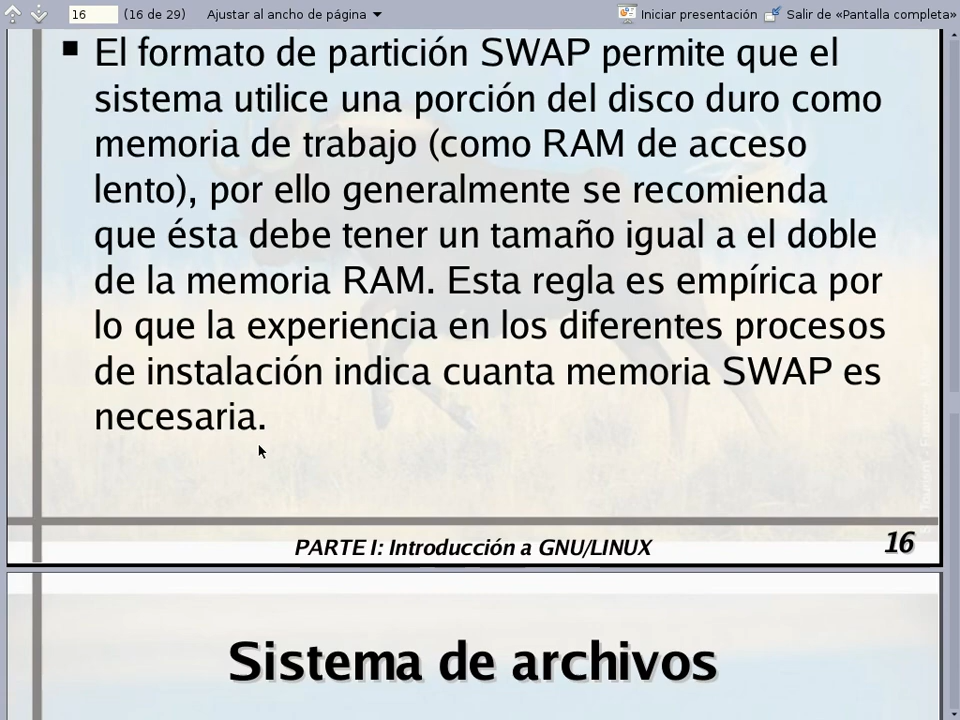 16 (16 de 29) Ajustar al ancho de página Iniciar presentación Salir de «Pantalla completa»
El formato de partición SWAP permite que el
sistema utilice una porción del disco duro como
memoria de trabajo (como RAM de acceso
lento), por ello generalmente se recomienda
que ésta debe tener un tamaño igual a el doble
de la memoria RAM. Esta regla es empírica por
lo que la experiencia en los diferentes procesos
de instalación indica cuanta memoria SWAP es
necesaria.
PARTE I: Introducción a GNU/LINUX 16
Sistema de archivos